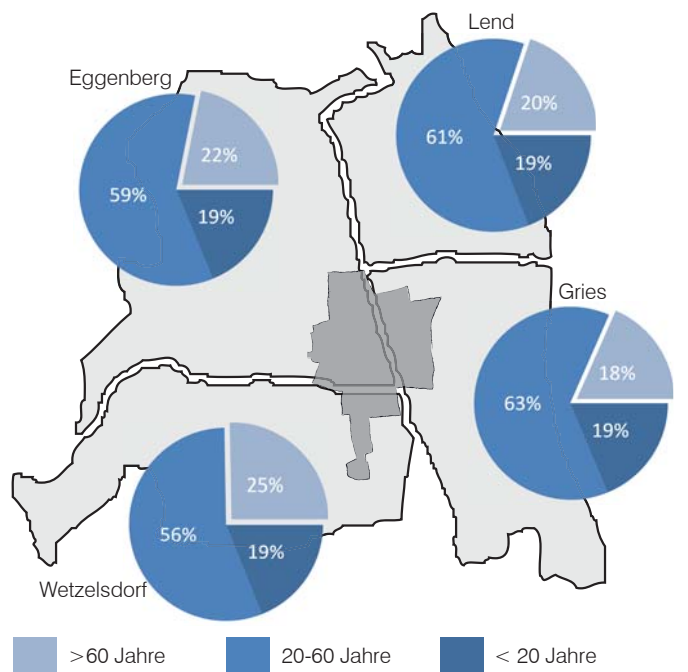 Lend
20%
61%
19%
Eggenberg
22%
59%
19%
Gries
18%
63%
19%
25%
56%
19%
Wetzelsdorf
>60 Jahre
20-60 Jahre
< 20 Jahre